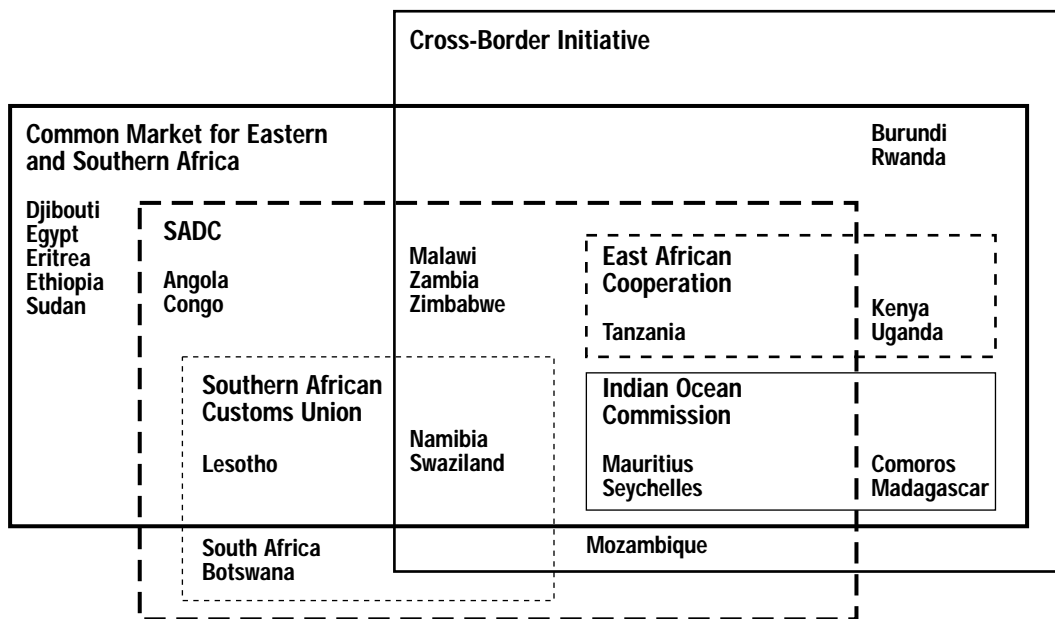 Cross-Border Initiative
Common Market for Eastern
and Southern Africa
Burundi
Rwanda
Djibouti
Egypt
Eritrea
Ethiopia
Sudan
SADC
Angola
Congo
Malawi
Zambia
Zimbabwe
East African
Cooperation
Tanzania
Kenya
Uganda
Southern African
Customs Union
Lesotho
Namibia
Swaziland
Indian Ocean
Commission
Mauritius
Seychelles
Comoros
Madagascar
South Africa
Botswana
Mozambique